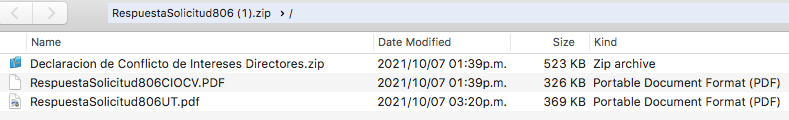 RespuestaSolicitud806 (1).zip > /
Name Date Modified Size Kind
Declaracion de Conflicto de Intereses Directores.zip 2021/10/07 01:39p.m. 523 KB Zip archive
RespuestaSolicitud806CIOCV.PDF 2021/10/07 01:39p.m. 326 KB Portable Document Format (PDF)
RespuestaSolicitud806UT.pdf 2021/10/07 03:20p.m. 369 KB Portable Document Format (PDF)